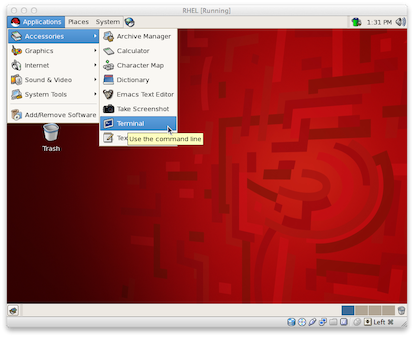 RHEL [Running]
Applications Places System 1:31 PM
Accessories
Graphics
Internet
Sound & Video
System Tools
Add/Remove Software
Archive Manager
Calculator
Character Map
Dictionary
Emacs Text Editor
Take Screenshot
Terminal
Tex
Use the command line
Trash
Left ⌘